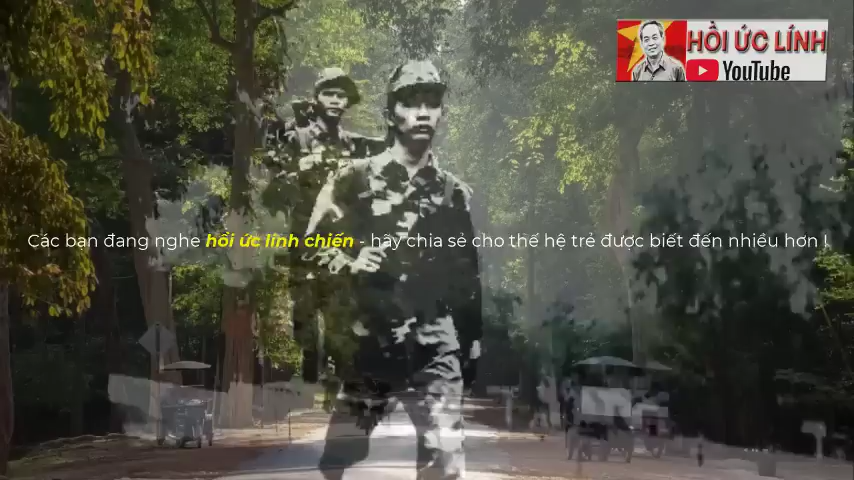 HỒI ỨC LÍNH
YouTube
Các bạn đang nghe hồi ức lính chiến - hãy chia sẻ cho thế hệ trẻ được biết đến nhiều hơn !